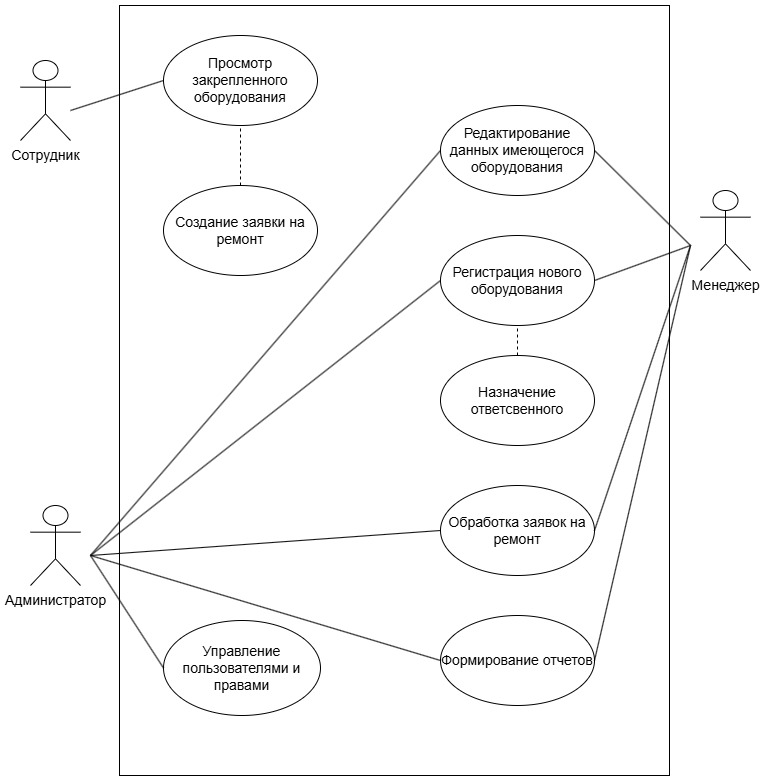 Просмотр
закрепленного
оборудования
Сотрудник
Создание заявки на
ремонт
Редактирование
данных имеющегося
оборудования
Регистрация нового
оборудования
Менеджер
Назначение
ответсвенного
Обработка заявок на
ремонт
Администратор
Управление
пользователями и
правами
Формирование отчетов